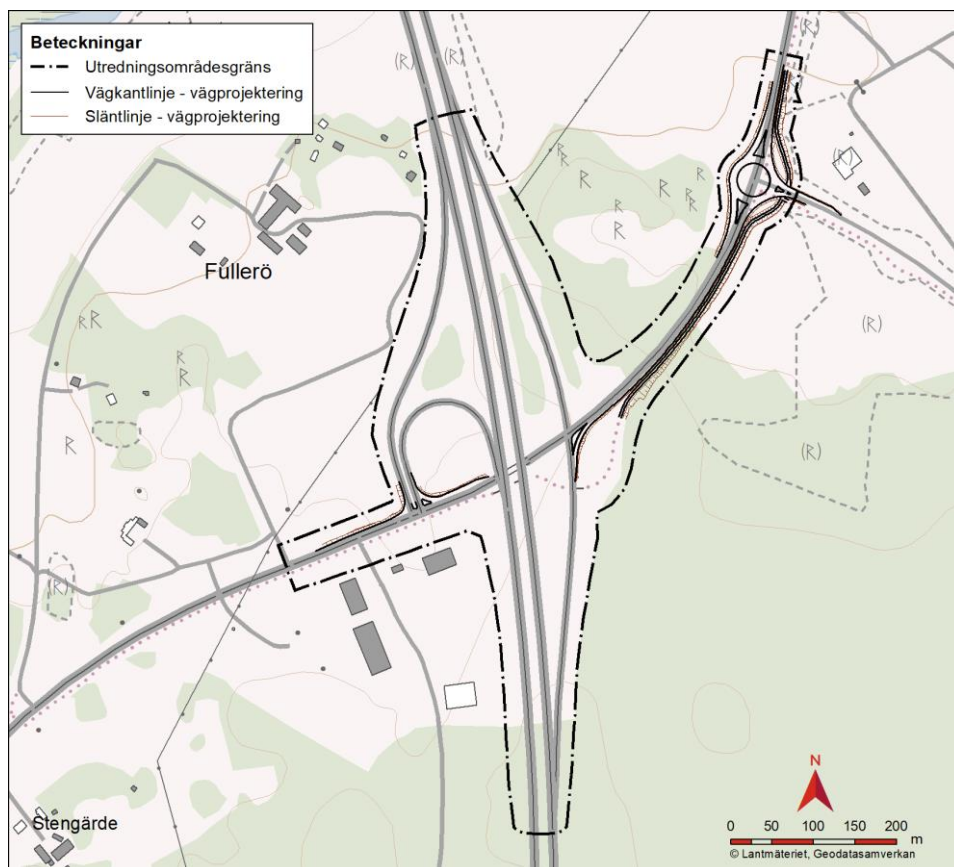 Beteckningar
Utredningsområdesgräns
Vägkantlinje - vägprojektering
Släntlinje - vägprojektering
(R)
(R)
(R)
R
R
R
R
R
R
R
R
R
R
(R)
Fullerö
R
R
R
R
(R)
R
(R)
(R)
Stengärde
N
0 50 100 150 200
m
© Lantmäteriet, Geodatasamverkan